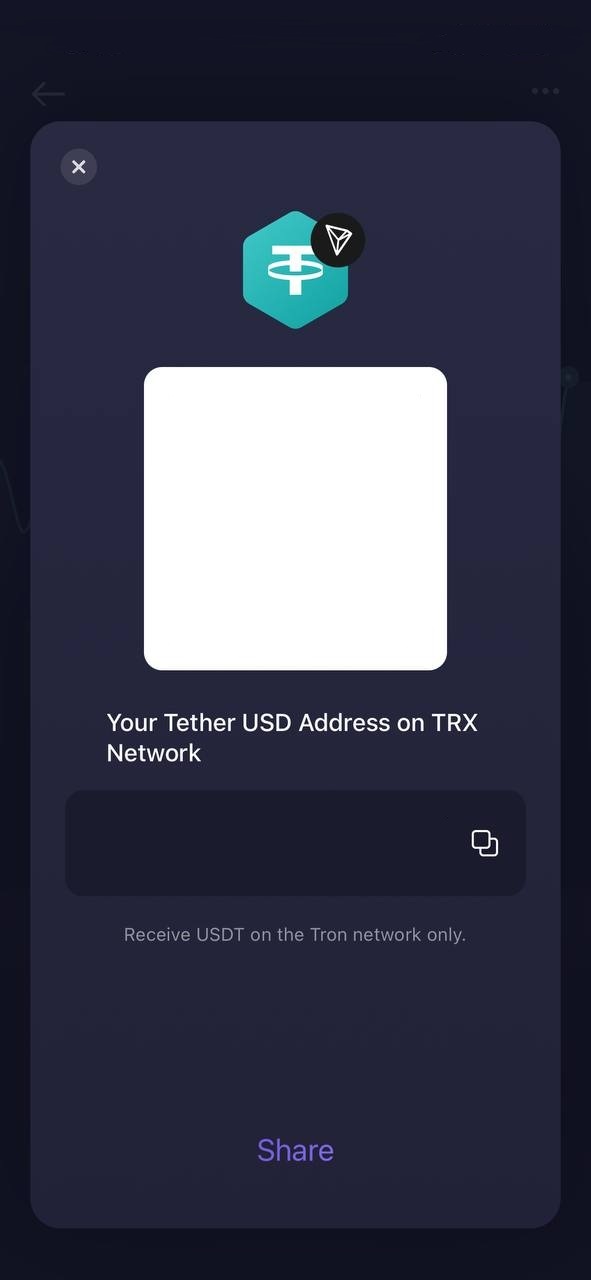 Your Tether USD Address on TRX
Network
Receive USDT on the Tron network only.
Share